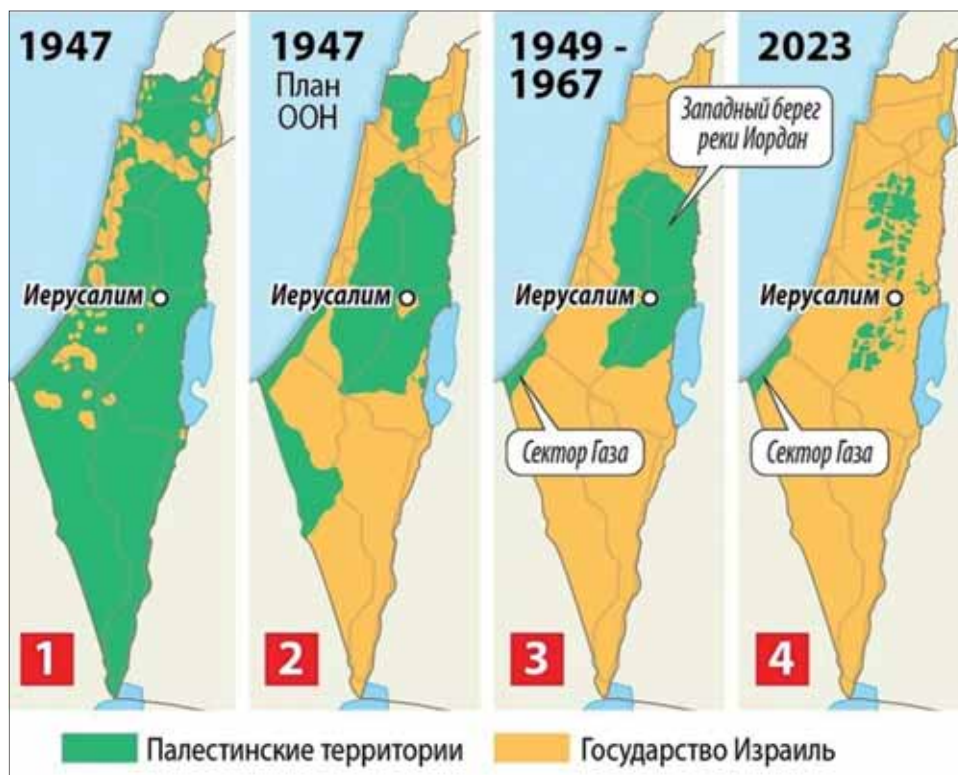 1947
1947
План
ООН
1949 -
1967
2023
Западный берег
реки Иордан
Иерусалим
Иерусалим
Иерусалим
Иерусалим
Сектор Газа
Сектор Газа
1
2
3
4
Палестинские территории
Государство Израиль